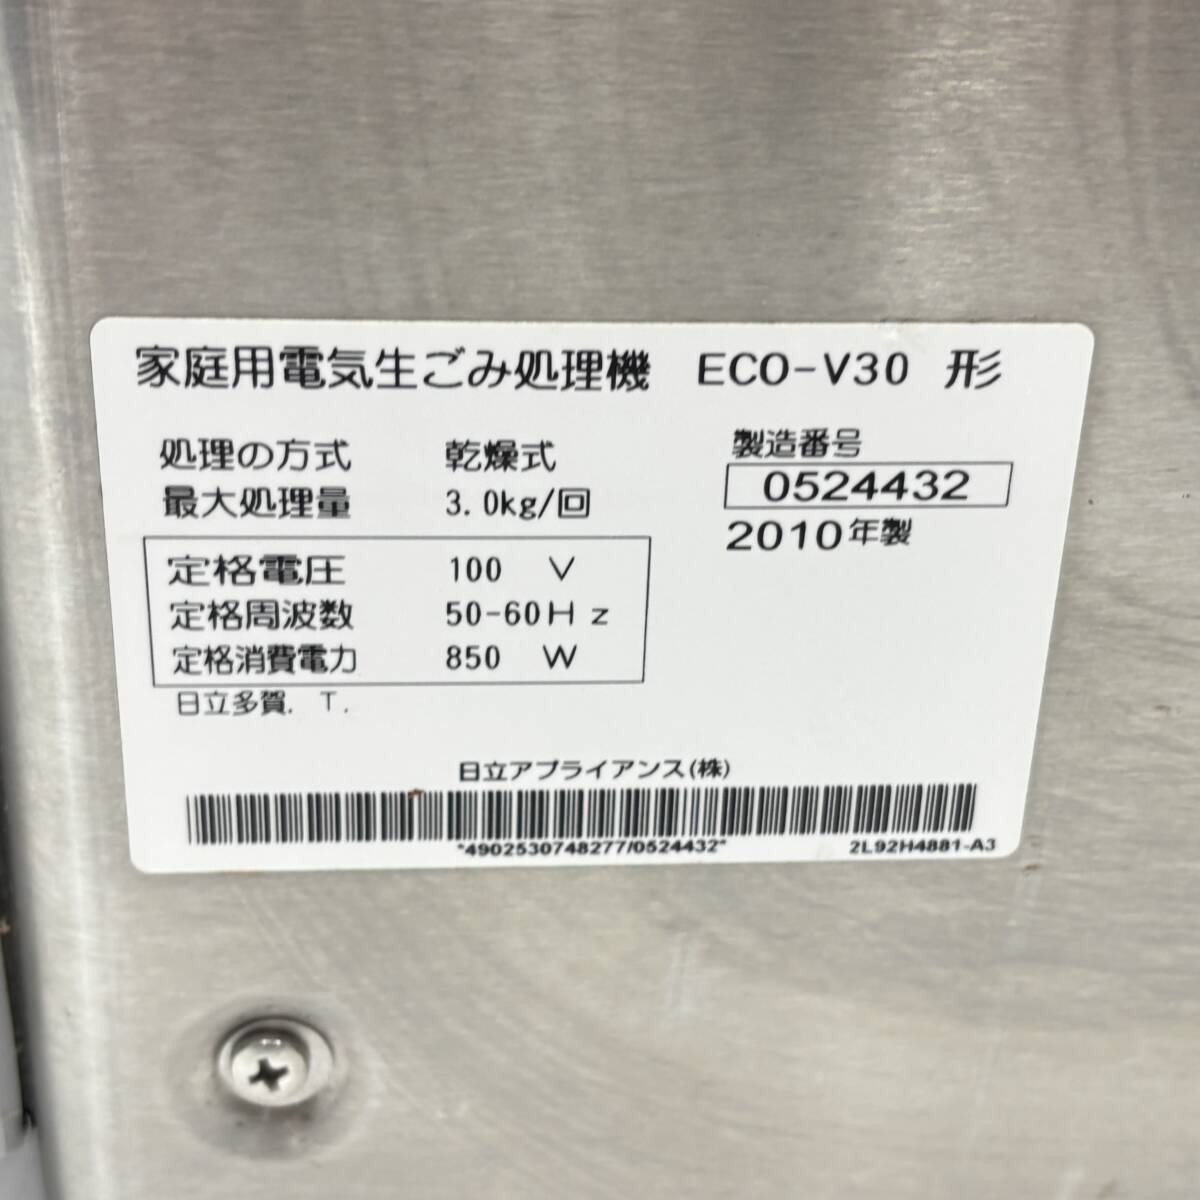 家庭用電気生ごみ処理機 ECO-V30 形
処理の方式 乾燥式
最大処理量 3.0kg/回
製造番号
0524432
2010年製
定格電圧 100 V
定格周波数 50-60Hz
定格消費電力 850 W
日立多賀. T.
日立アプライアンス(株)
*4902530748277/0524432*
2L92H4881-A3